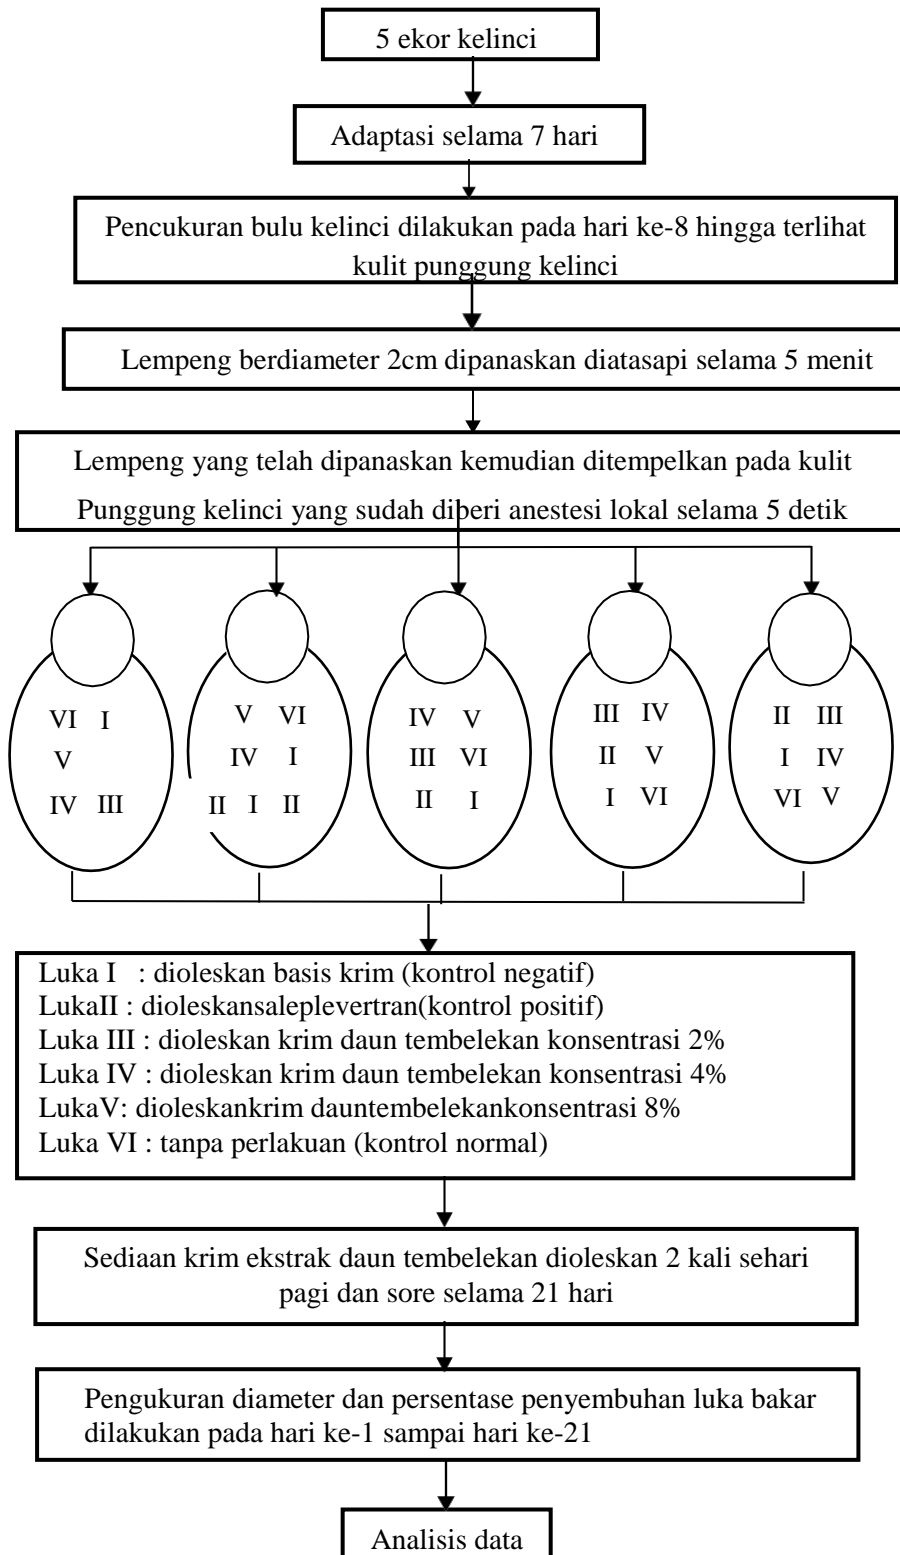 5 ekor kelinci
Adaptasi selama 7 hari
Pencukuran bulu kelinci dilakukan pada hari ke-8 hingga terlihat
kulit punggung kelinci
Lempeng berdiameter 2cm dipanaskan diatasapi selama 5 menit
Lempeng yang telah dipanaskan kemudian ditempelkan pada kulit
Punggung kelinci yang sudah diberi anestesi lokal selama 5 detik
VI I
V
IV III
V VI
IV I
II I II
IV V
III VI
II I
III IV
II V
I VI
II III
I IV
VI V
Luka I : dioleskan basis krim (kontrol negatif)
LukaII : dioleskansaleplevertran(kontrol positif)
Luka III : dioleskan krim daun tembelekan konsentrasi 2%
Luka IV : dioleskan krim daun tembelekan konsentrasi 4%
LukaV: dioleskankrim dauntembelekankonsentrasi 8%
Luka VI : tanpa perlakuan (kontrol normal)
Sediaan krim ekstrak daun tembelekan dioleskan 2 kali sehari
pagi dan sore selama 21 hari
Pengukuran diameter dan persentase penyembuhan luka bakar
dilakukan pada hari ke-1 sampai hari ke-21
Analisis data